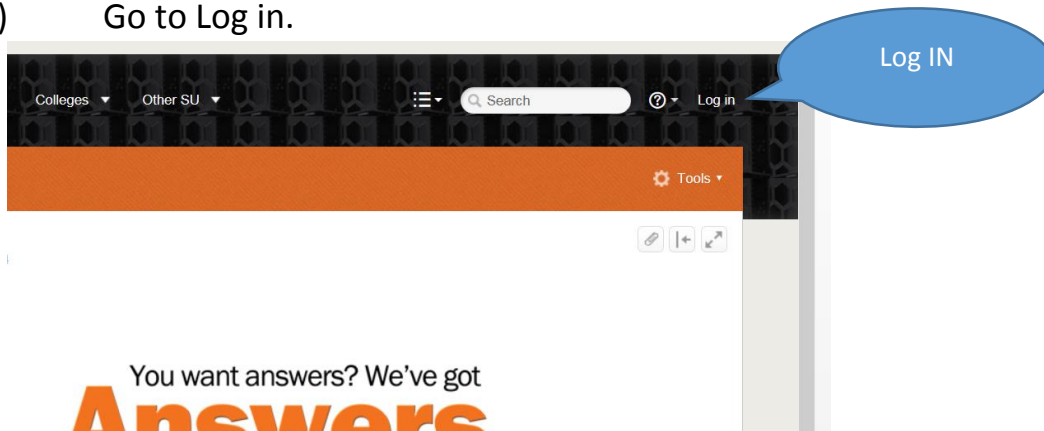 ) Go to Log in.
Log IN
Colleges Other SU Search Log in
Tools
You want answers? We've got
Answers